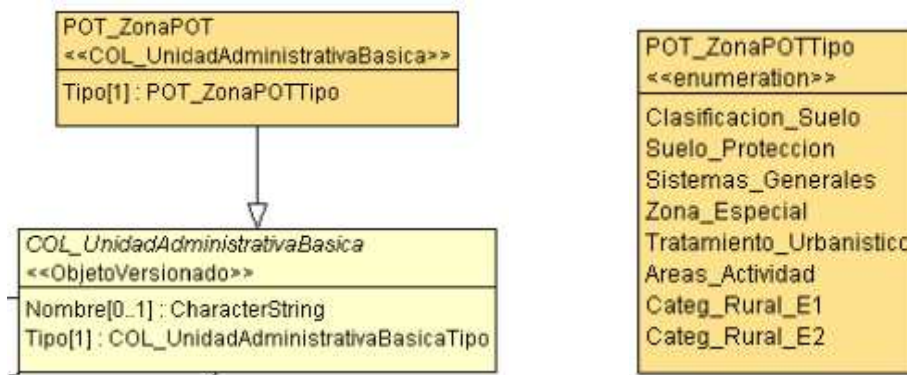 POT_ZonaPOT
<<COL_UnidadAdministrativaBasica>>
Tipo[1] : POT_ZonaPOTTipo
COL_UnidadAdministrativaBasica
<<ObjetoVersionado>>
Nombre[0..1] : CharacterString
Tipo[1] : COL_UnidadAdministrativaBasicaTipo
POT_ZonaPOTTipo
<<enumeration>>
Clasificacion_Suelo
Suelo_Proteccion
Sistemas_Generales
Zona_Especial
Tratamiento_Urbanistico
Areas_Actividad
Categ_Rural_E1
Categ_Rural_E2